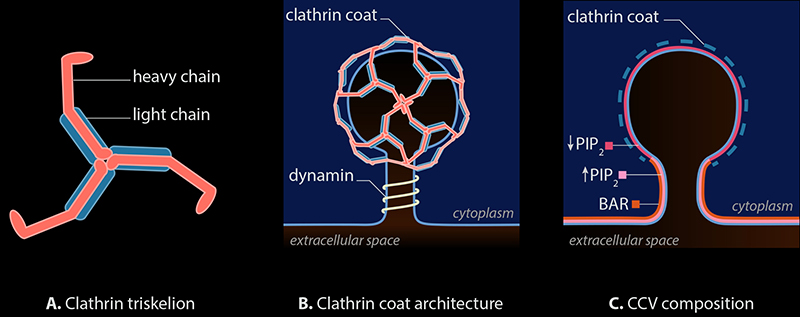 heavy chain
light chain
A. Clathrin triskelion
clathrin coat
dynamin
cytoplasm
extracellular space
B. Clathrin coat architecture
clathrin coat
↓PIP2
↑PIP2
BAR
cytoplasm
extracellular space
C. CCV composition